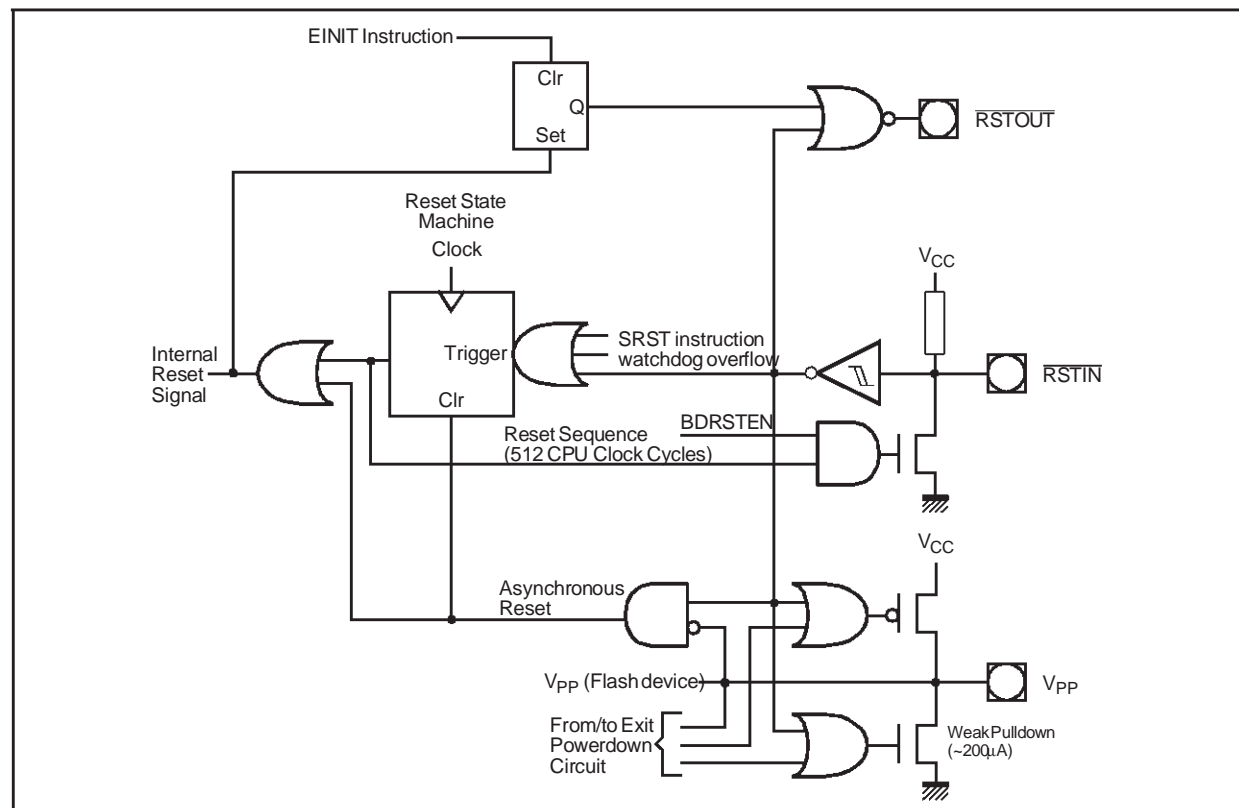 EINIT Instruction
Clr
Q
Set
RSTOUT
Reset State
Machine
Clock
VCC
SRST instruction
watchdog overflow
Trigger
Internal
Reset
Signal
RSTIN
Clr
BDRSTEN
Reset Sequence
(512 CPU Clock Cycles)
VCC
Asynchronous
Reset
VPP (Flash device)
VPP
From/to Exit
Powerdown
Circuit
Weak Pulldown
(~200µA)